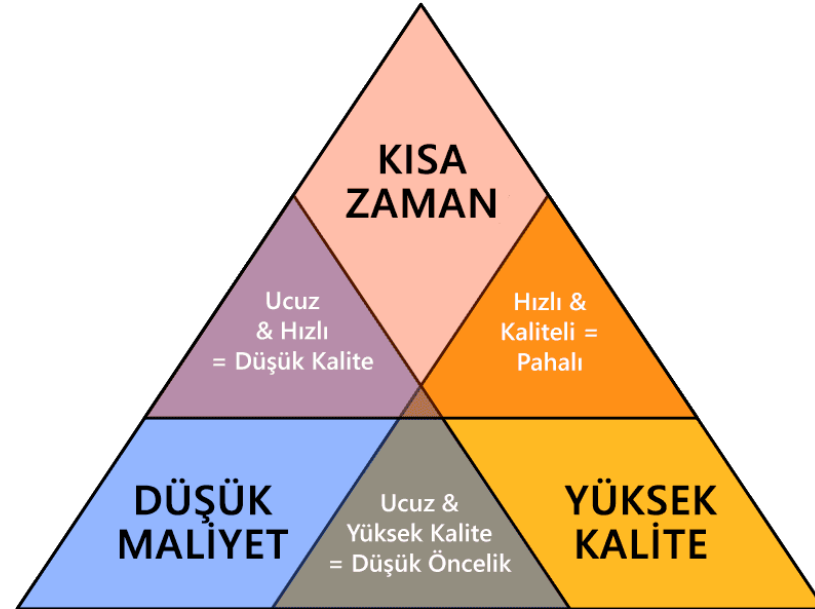 KISA
ZAMAN
Ucuz
& Hızlı
= Düşük Kalite
Hızlı &
Kaliteli =
Pahalı
DÜŞÜK
MALİYET
Ucuz &
Yüksek Kalite
= Düşük Öncelik
YÜKSEK
KALİTE